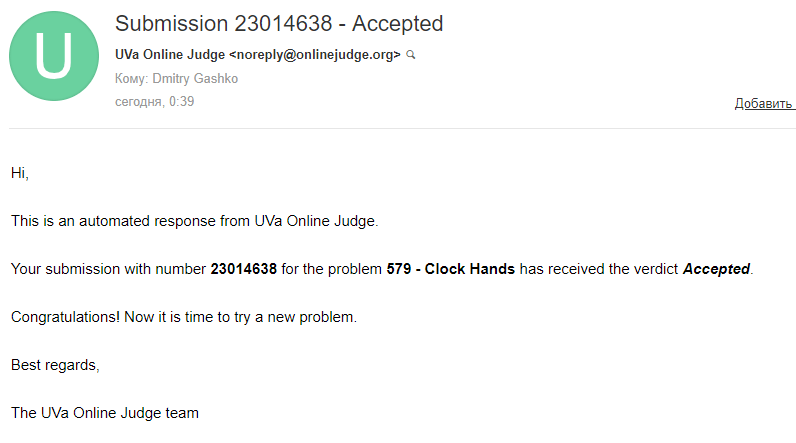 U
Submission 23014638 - Accepted
UVa Online Judge <noreply@onlinejudge.org>
Кому: Dmitry Gashko
сегодня, 0:39
Добавить
Hi,
This is an automated response from UVa Online Judge.
Your submission with number 23014638 for the problem 579 - Clock Hands has received the verdict Accepted.
Congratulations! Now it is time to try a new problem.
Best regards,
The UVa Online Judge team